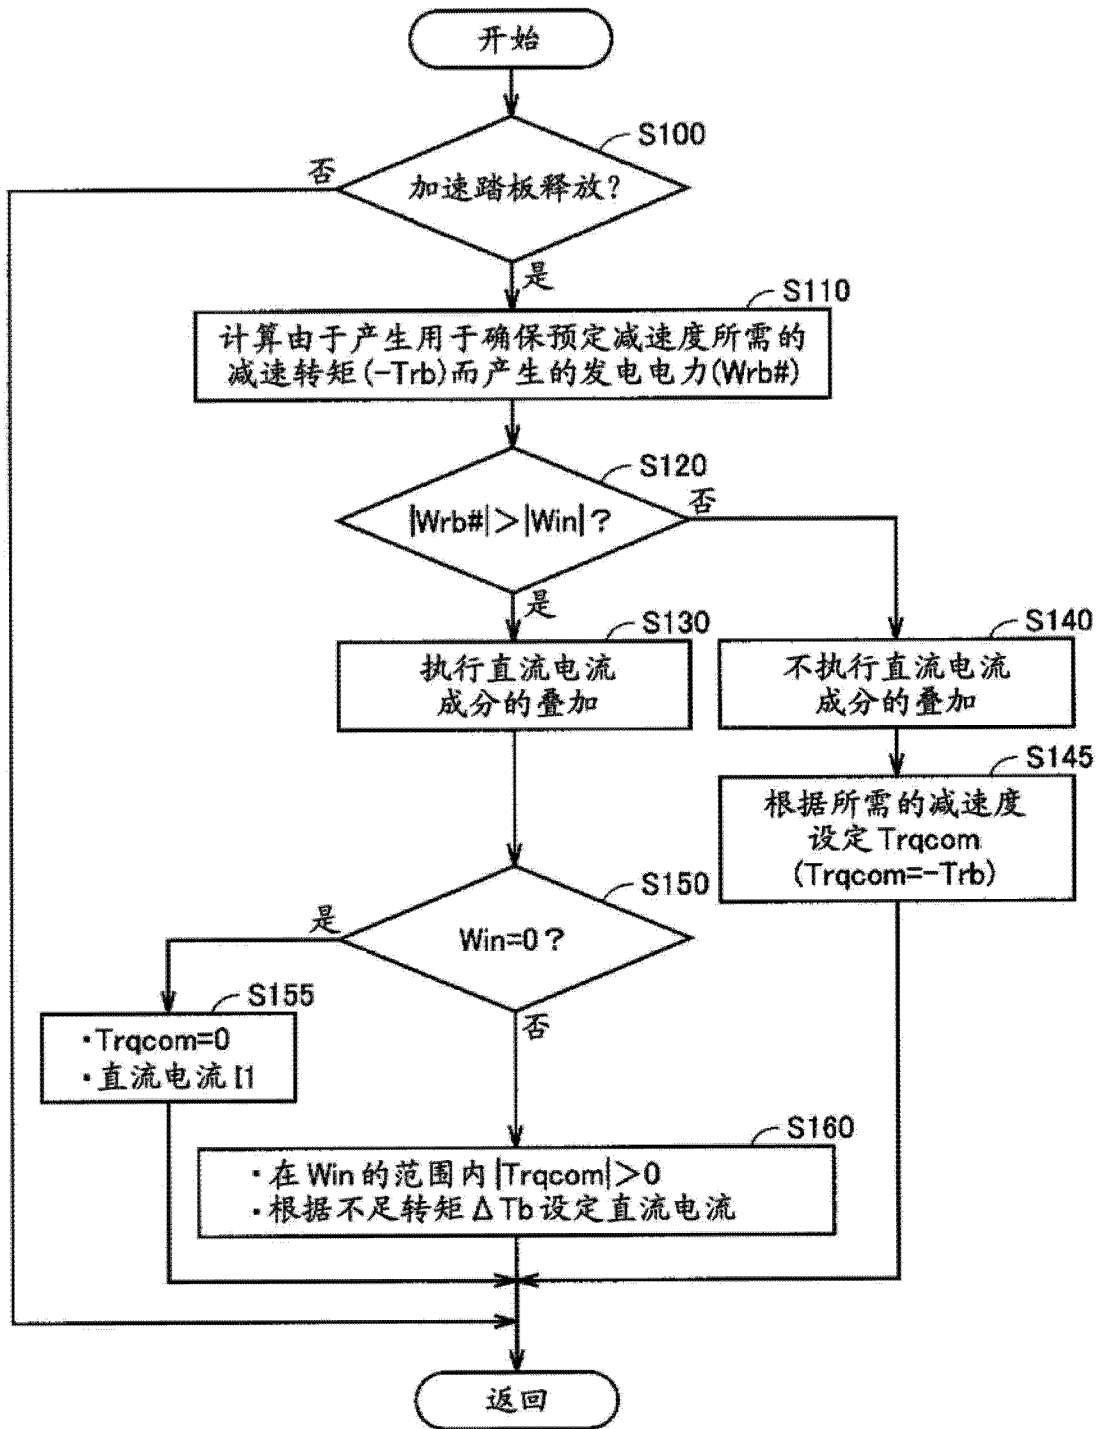 开始
S100
否
加速踏板释放?
是
S110
计算由于产生用于确保预定减速度所需的
减速转矩(-Trb)而产生的发电电力(Wrb#)
S120
|Wrb#|>|Win|?
否
是
S130
执行直流电流
成分的叠加
S140
不执行直流电流
成分的叠加
S145
根据所需的减速度
设定Trqcom
(Trqcom=-Trb)
S150
是
Win=0?
否
S155
·Trqcom=0
·直流电流I1
S160
·在Win的范围内|Trqcom|>0
·根据不足转矩ΔTb设定直流电流
返回